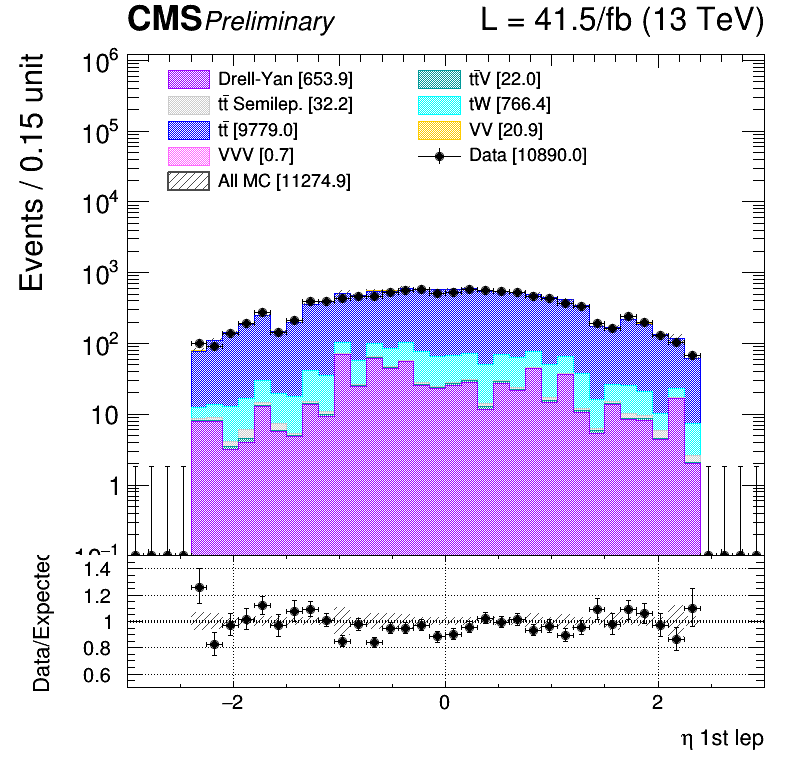 CMS Preliminary L = 41.5/fb (13 TeV)
Events / 0.15 unit
10⁶
10⁵
10⁴
10³
10²
10
1
10⁻¹
Drell-Yan [653.9]
tt̄ Semilep. [32.2]
tt̄ [9779.0]
VVV [0.7]
All MC [11274.9]
tt̄V [22.0]
tW [766.4]
VV [20.9]
Data [10890.0]
Data/Expected
1.4
1.2
1
0.8
0.6
−2 0 2
η 1st lep